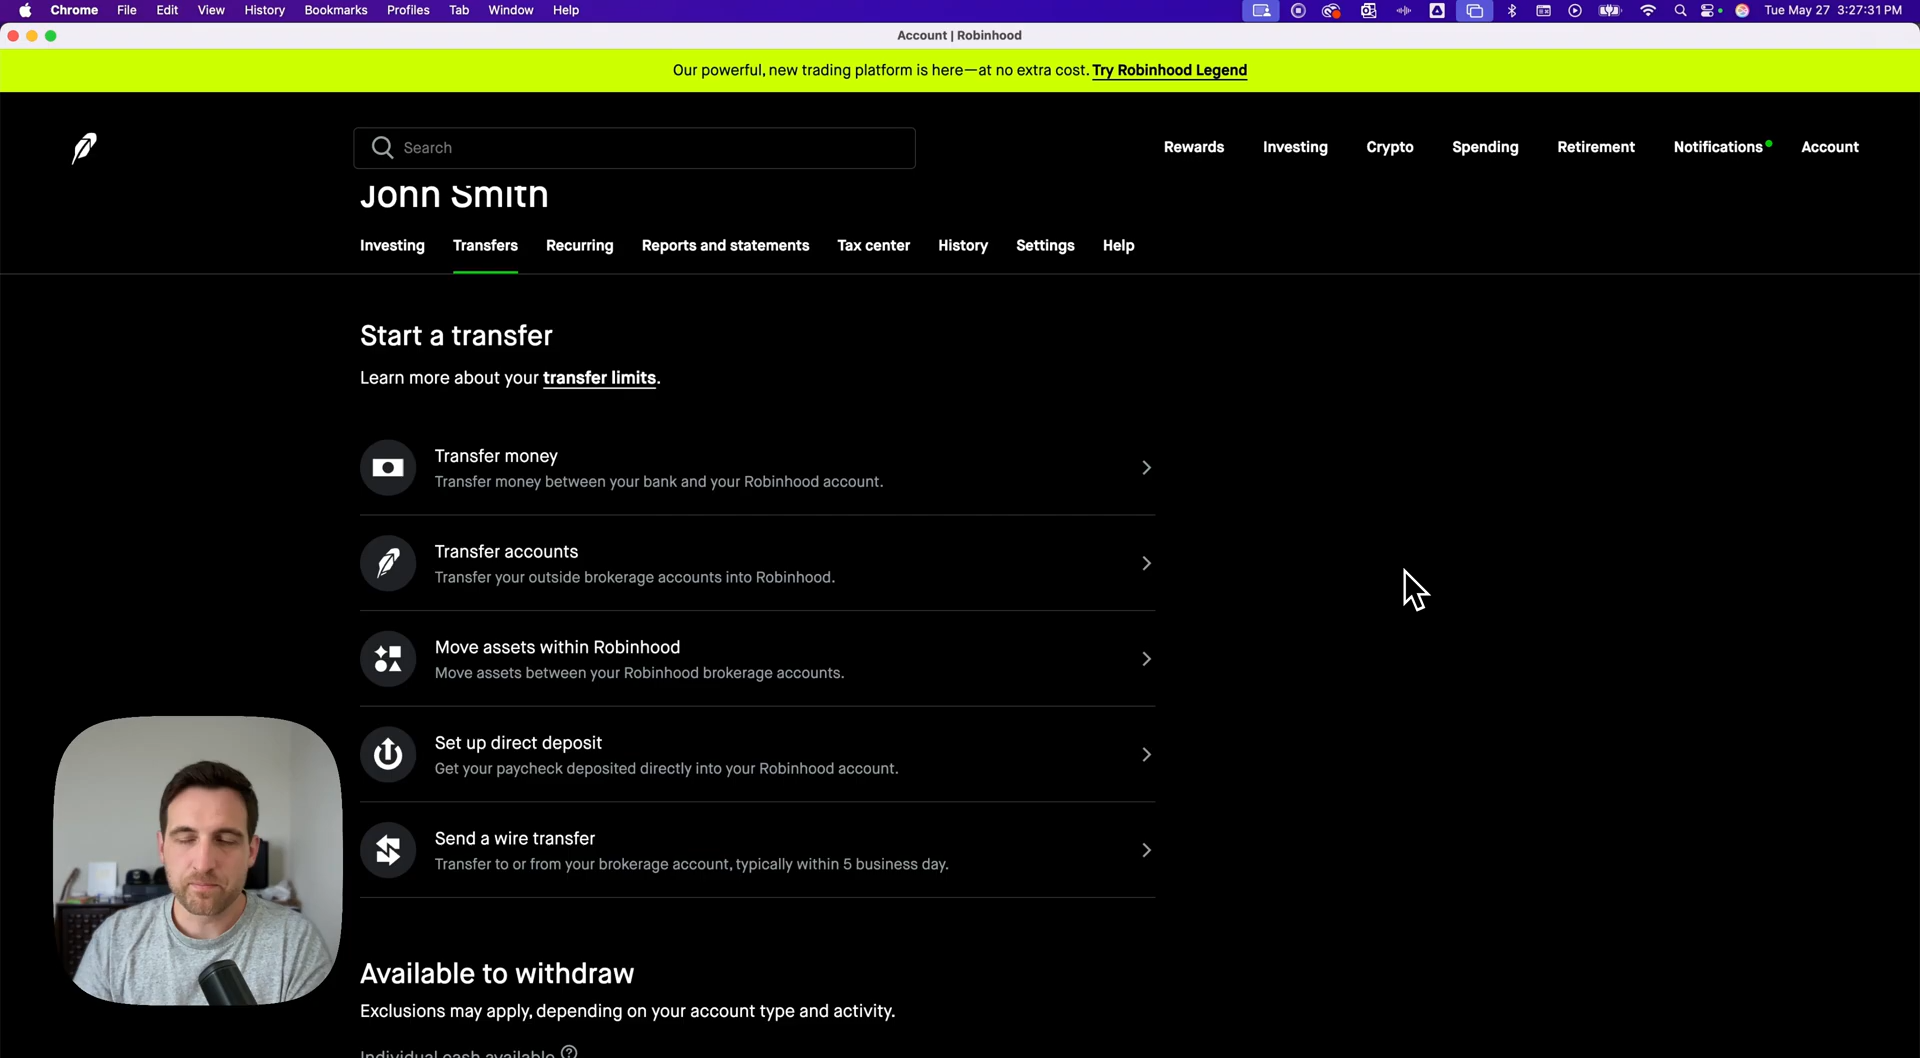 Chrome File Edit View History Bookmarks Profiles Tab Window Help Tue May 27 3:27:31 PM
Account | Robinhood
Our powerful, new trading platform is here—at no extra cost. Try Robinhood Legend
Search
Rewards Investing Crypto Spending Retirement Notifications Account
John Smith
Investing Transfers Recurring Reports and statements Tax center History Settings Help
Start a transfer
Learn more about your transfer limits.
Transfer money
Transfer money between your bank and your Robinhood account.
Transfer accounts
Transfer your outside brokerage accounts into Robinhood.
Move assets within Robinhood
Move assets between your Robinhood brokerage accounts.
Set up direct deposit
Get your paycheck deposited directly into your Robinhood account.
Send a wire transfer
Transfer to or from your brokerage account, typically within 5 business day.
Available to withdraw
Exclusions may apply, depending on your account type and activity.
Individual cash available